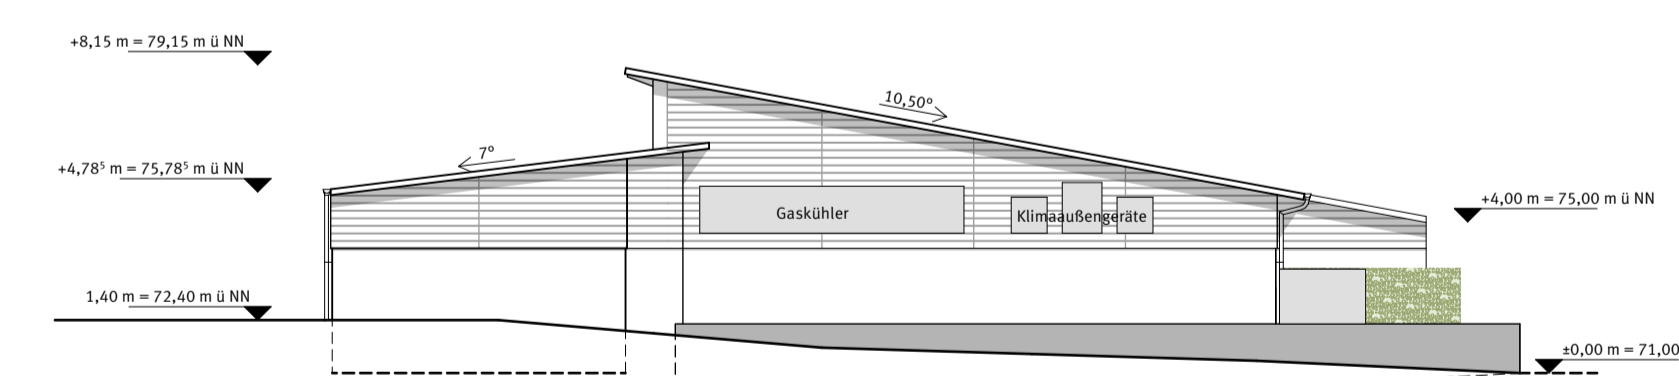 +8,15 m = 79,15 m ü NN
10,50°
7°
+4,78⁵ m = 75,78⁵ m ü NN
+4,00 m = 75,00 m ü NN
Gaskühler
Klimaaußengeräte
1,40 m = 72,40 m ü NN
±0,00 m = 71,00